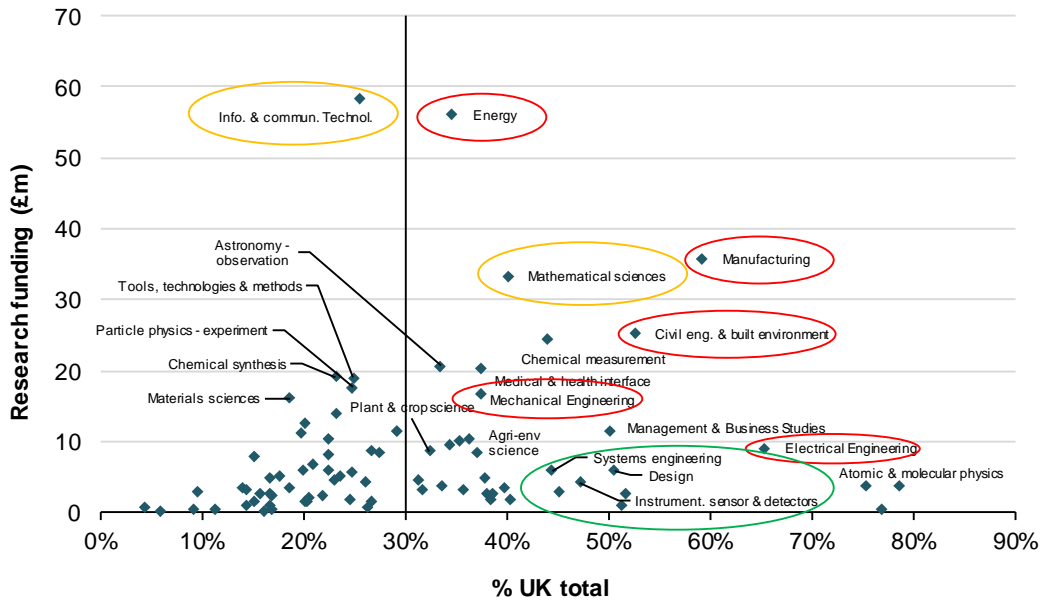 70
60
50
40
30
20
10
0
Research funding (£m)
Info. & commun. Technol.
Energy
Astronomy -
observation
Tools, technologies & methods
Particle physics - experiment
Chemical synthesis
Materials sciences
Manufacturing
Mathematical sciences
Civil eng. & built environment
Chemical measurement
Medical & health interface
Mechanical Engineering
Plant & crop science
Agri-env
science
Management & Business Studies
Electrical Engineering
Systems engineering
Design
Atomic & molecular physics
Instrument. sensor & detectors
0% 10% 20% 30% 40% 50% 60% 70% 80% 90%
% UK total